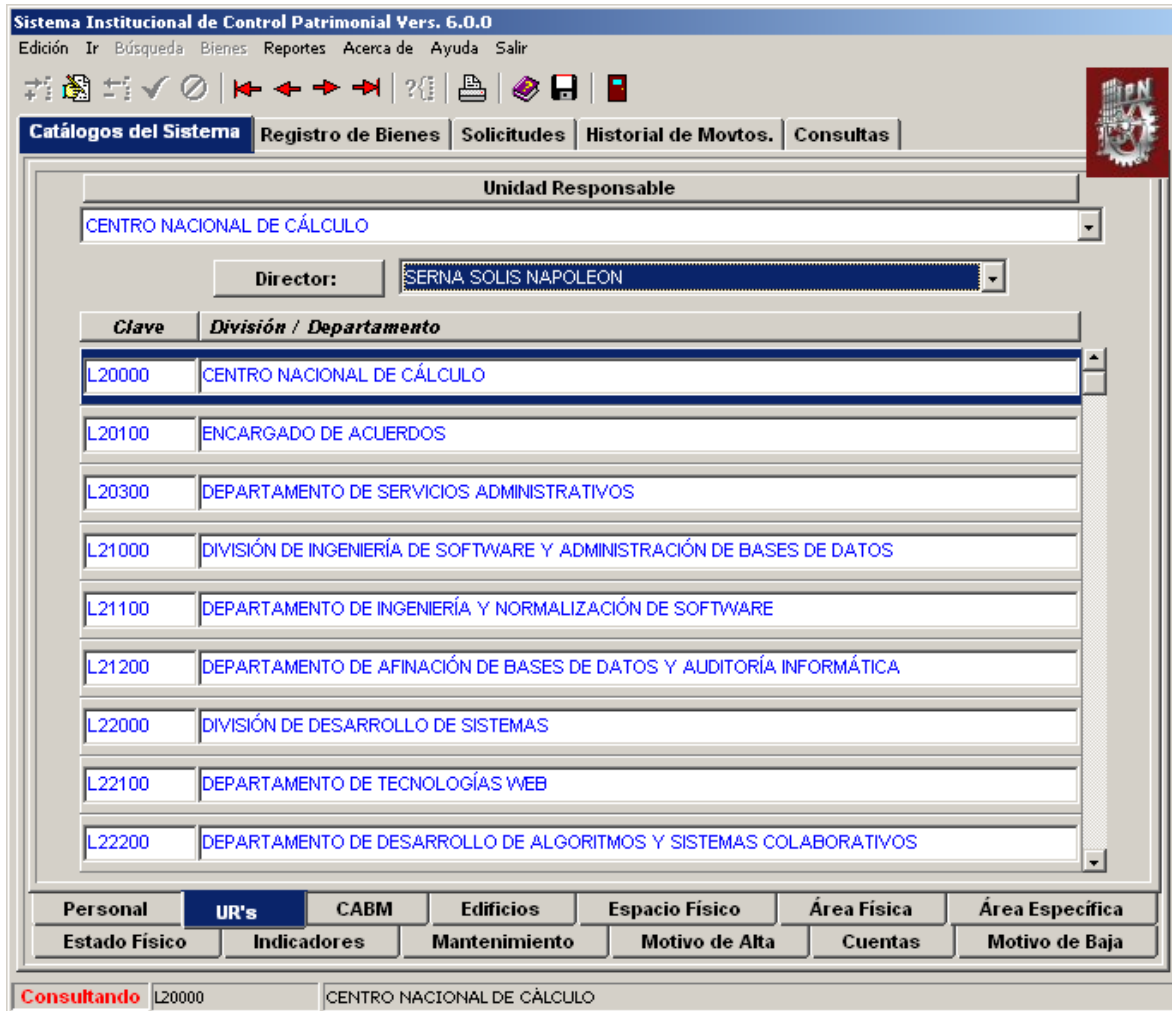 Sistema Institucional de Control Patrimonial Vers. 6.0.0
Edición Ir Búsqueda Bienes Reportes Acerca de Ayuda Salir
IPN
Catálogos del Sistema Registro de Bienes Solicitudes Historial de Movtos. Consultas
Unidad Responsable
CENTRO NACIONAL DE CÁLCULO
Director: SERNA SOLIS NAPOLEON
Clave División / Departamento
L20000 CENTRO NACIONAL DE CÁLCULO
L20100 ENCARGADO DE ACUERDOS
L20300 DEPARTAMENTO DE SERVICIOS ADMINISTRATIVOS
L21000 DIVISIÓN DE INGENIERÍA DE SOFTWARE Y ADMINISTRACIÓN DE BASES DE DATOS
L21100 DEPARTAMENTO DE INGENIERÍA Y NORMALIZACIÓN DE SOFTWARE
L21200 DEPARTAMENTO DE AFINACIÓN DE BASES DE DATOS Y AUDITORÍA INFORMÁTICA
L22000 DIVISIÓN DE DESARROLLO DE SISTEMAS
L22100 DEPARTAMENTO DE TECNOLOGÍAS WEB
L22200 DEPARTAMENTO DE DESARROLLO DE ALGORITMOS Y SISTEMAS COLABORATIVOS
Personal UR's CABM Edificios Espacio Físico Área Física Área Específica
Estado Físico Indicadores Mantenimiento Motivo de Alta Cuentas Motivo de Baja
Consultando L20000 CENTRO NACIONAL DE CÁLCULO